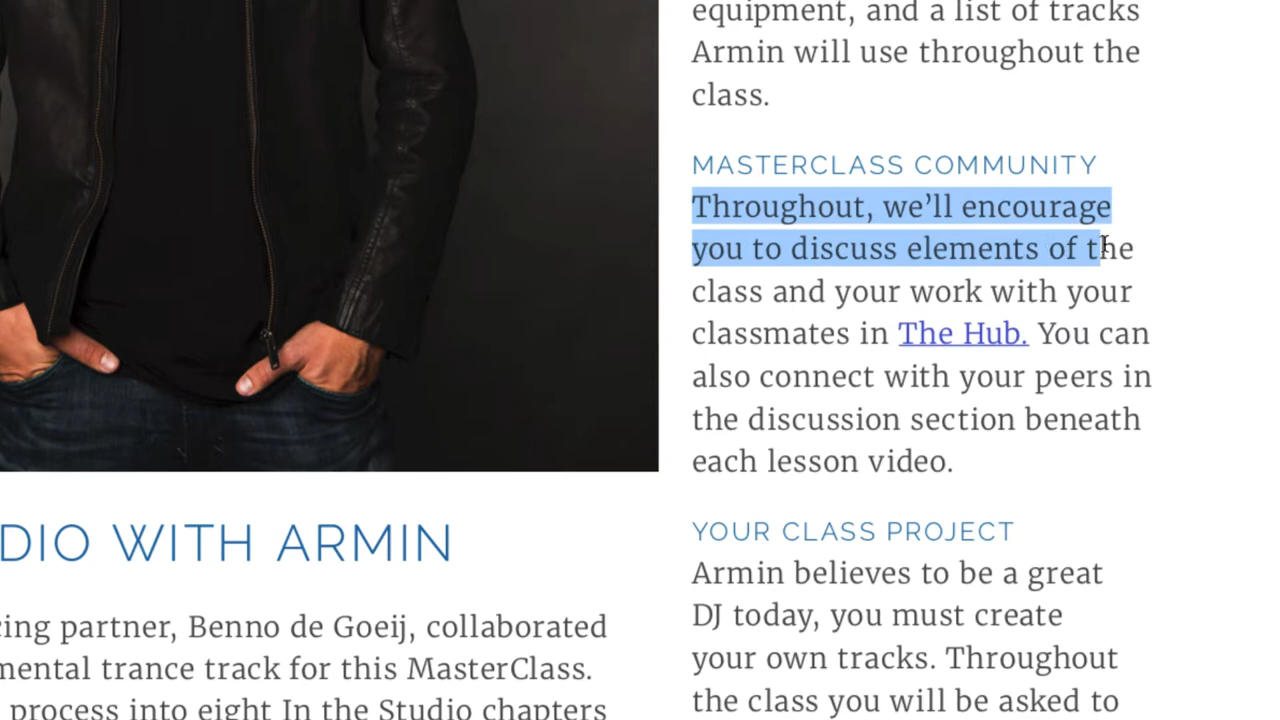 equipment, and a list of tracks
Armin will use throughout the
class.
MASTERCLASS COMMUNITY
Throughout, we’ll encourage
you to discuss elements of the
class and your work with your
classmates in The Hub. You can
also connect with your peers in
the discussion section beneath
each lesson video.
YOUR CLASS PROJECT
Armin believes to be a great
DJ today, you must create
your own tracks. Throughout
the class you will be asked to
DIO WITH ARMIN
cing partner, Benno de Goeij, collaborated
mental trance track for this MasterClass.
process into eight In the Studio chapters